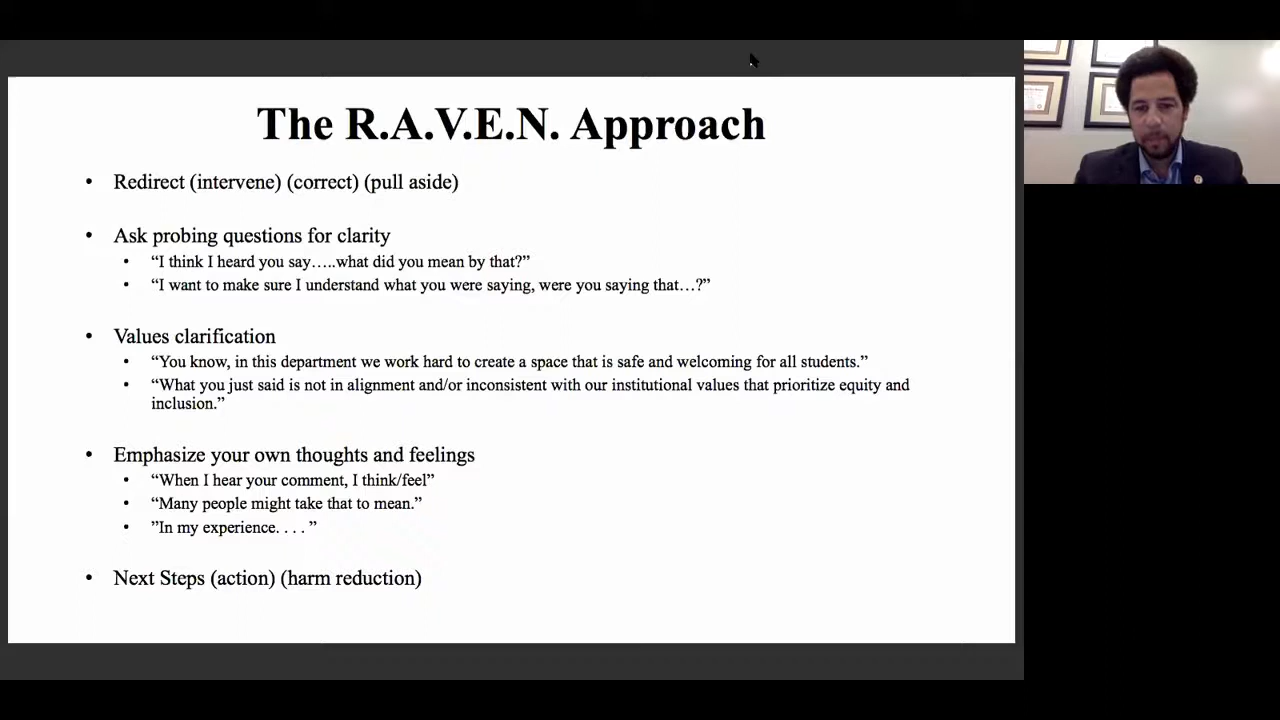 The R.A.V.E.N. Approach
• Redirect (intervene) (correct) (pull aside)
• Ask probing questions for clarity
• “I think I heard you say…..what did you mean by that?”
• “I want to make sure I understand what you were saying, were you saying that…?”
• Values clarification
• “You know, in this department we work hard to create a space that is safe and welcoming for all students.”
• “What you just said is not in alignment and/or inconsistent with our institutional values that prioritize equity and
inclusion.”
• Emphasize your own thoughts and feelings
• “When I hear your comment, I think/feel”
• “Many people might take that to mean.”
• ”In my experience. . . . ”
• Next Steps (action) (harm reduction)